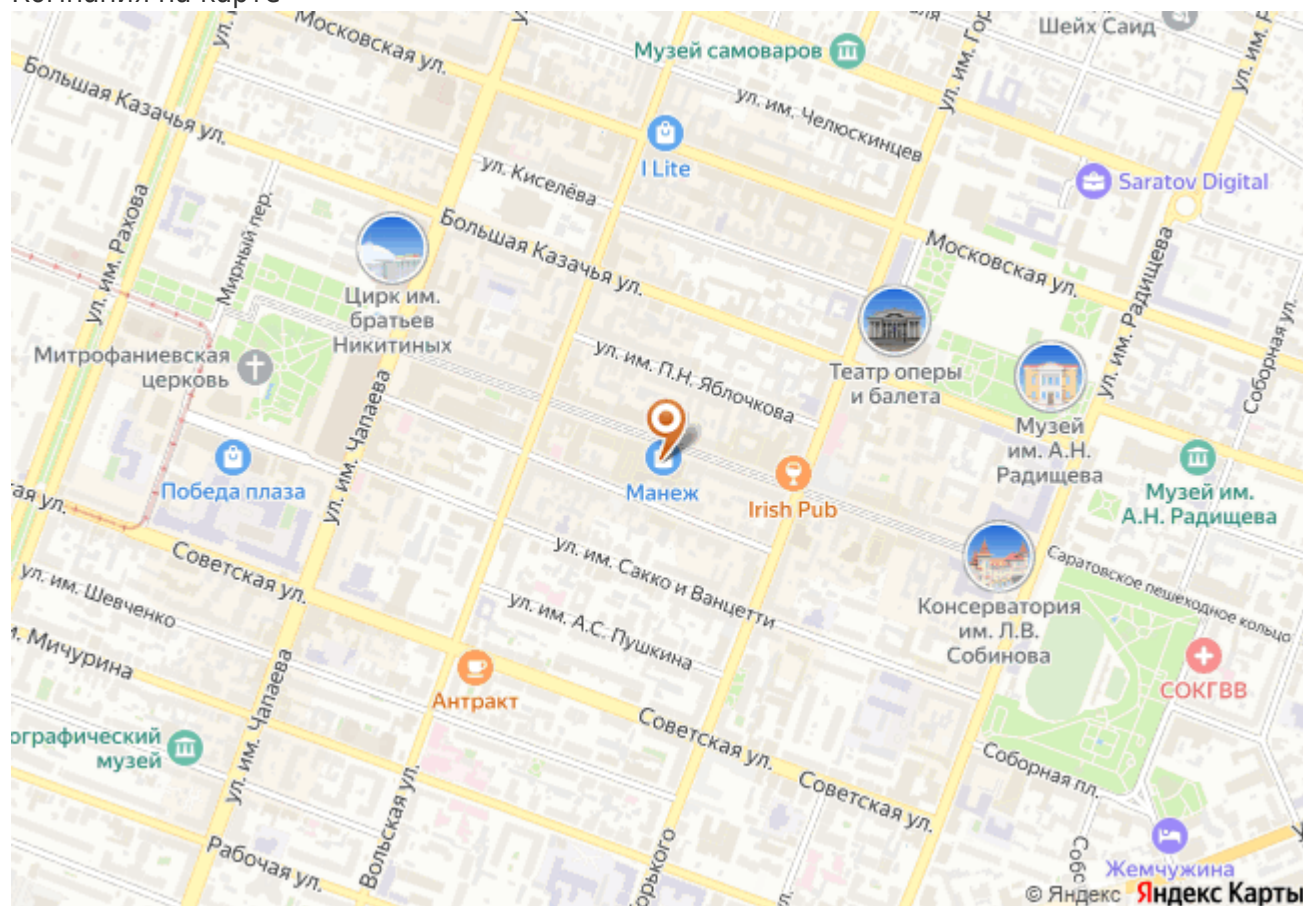 Компания на карте
Московская ул.
Музей самоваров
Шейх Саид
Большая Казачья ул.
ул. им. Челюскинцев
I Lite
Saratov Digital
ул. Киселёва
ул. им. Рахова
Мирный пер.
Большая Казачья ул.
Московская ул.
ул. им. Радищева
Соборная ул.
Цирк им.
братьев
Никитиных
Митрофаниевская
церковь
ул. им. П.Н. Яблочкова
Театр оперы
и балета
Музей
им. А.Н.
Радищева
Музей им.
А.Н. Радищева
ул. им. Чапаева
Победа плаза
Манеж
Irish Pub
Советская ул.
ул. им. Сакко и Ванцетти
Саратовское пешеходное кольцо
Консерватория
им. Л.В.
Собинова
ул. им. Шевченко
ул. им. А.С. Пушкина
СОКГВВ
Мичурина
Антракт
Советская ул.
Советская ул.
ографический
музей
ул. им. Чапаева
Вольская ул.
Соборная пл.
Рабочая ул.
орького
Собс
Жемчужина
© Яндекс Яндекс Карты